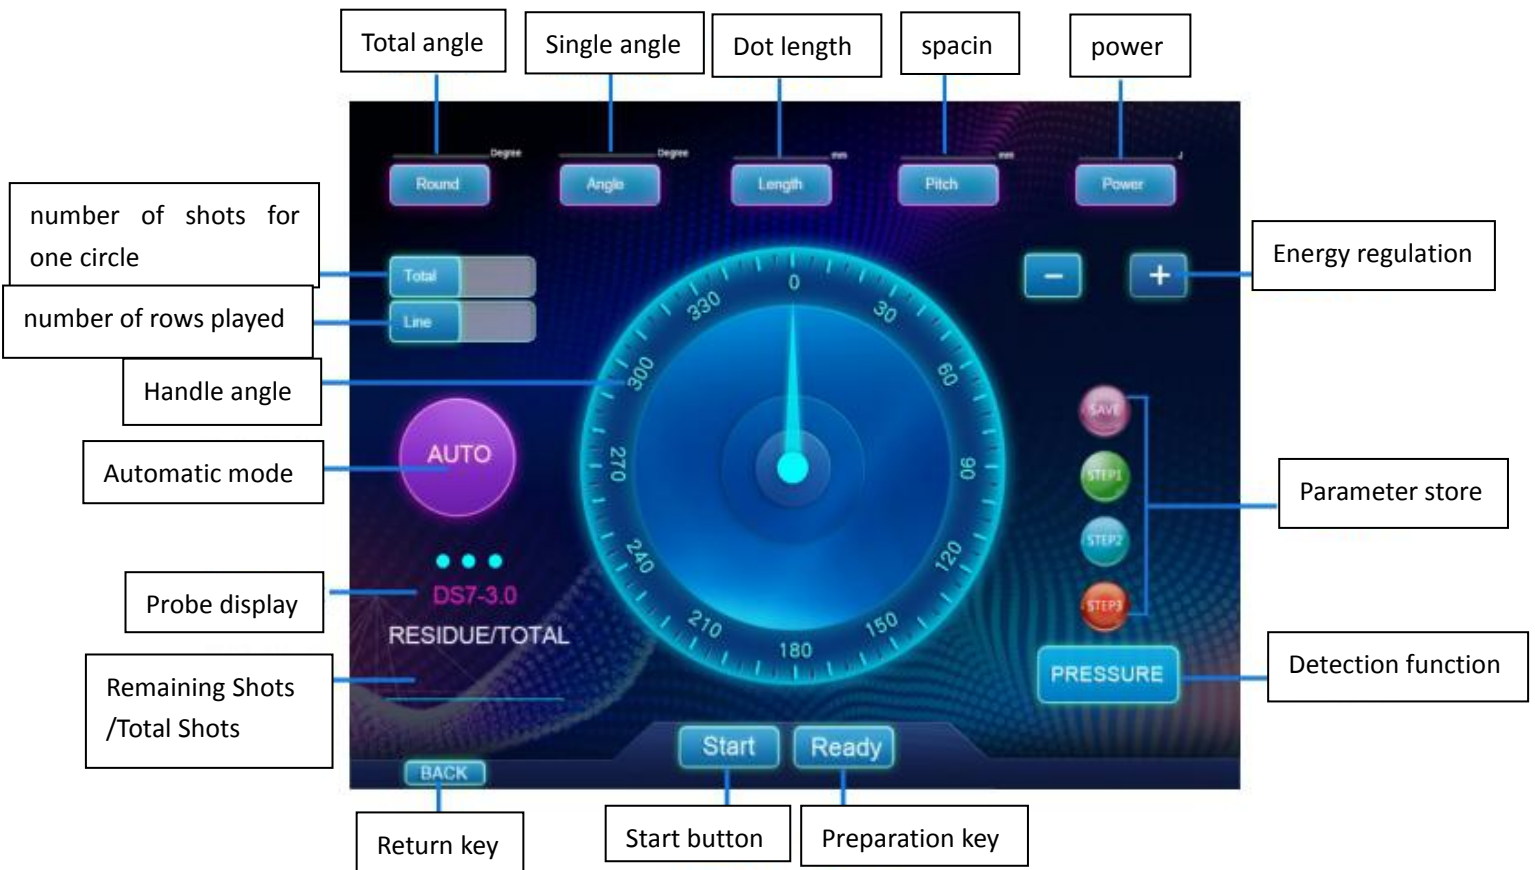 Total angle
Single angle
Dot length
spacin
power
Degree
Degree
mm
mm
J
Round
Angle
Length
Pitch
Power
number of shots for
one circle
Total
number of rows played
Line
Handle angle
Automatic mode
AUTO
0
30
60
90
120
150
180
210
240
270
300
330
−
+
Energy regulation
SAVE
STEP1
STEP2
STEP3
Parameter store
Probe display
DS7-3.0
RESIDUE/TOTAL
Remaining Shots
/Total Shots
PRESSURE
Detection function
Start
Ready
BACK
Return key
Start button
Preparation key